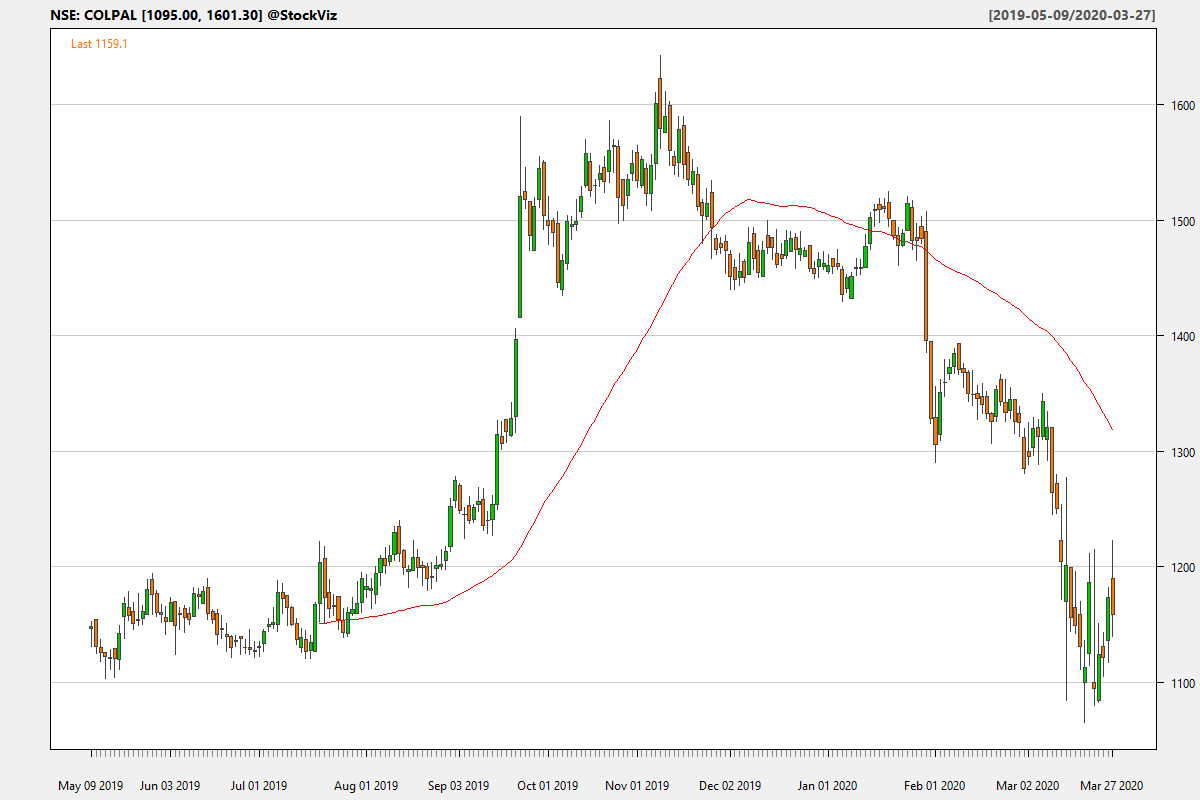 NSE: COLPAL [1095.00, 1601.30] @StockViz
[2019-05-09/2020-03-27]
Last 1159.1
1600
1500
1400
1300
1200
1100
May 09 2019 Jun 03 2019 Jul 01 2019 Aug 01 2019 Sep 03 2019 Oct 01 2019 Nov 01 2019 Dec 02 2019 Jan 01 2020 Feb 01 2020 Mar 02 2020 Mar 27 2020